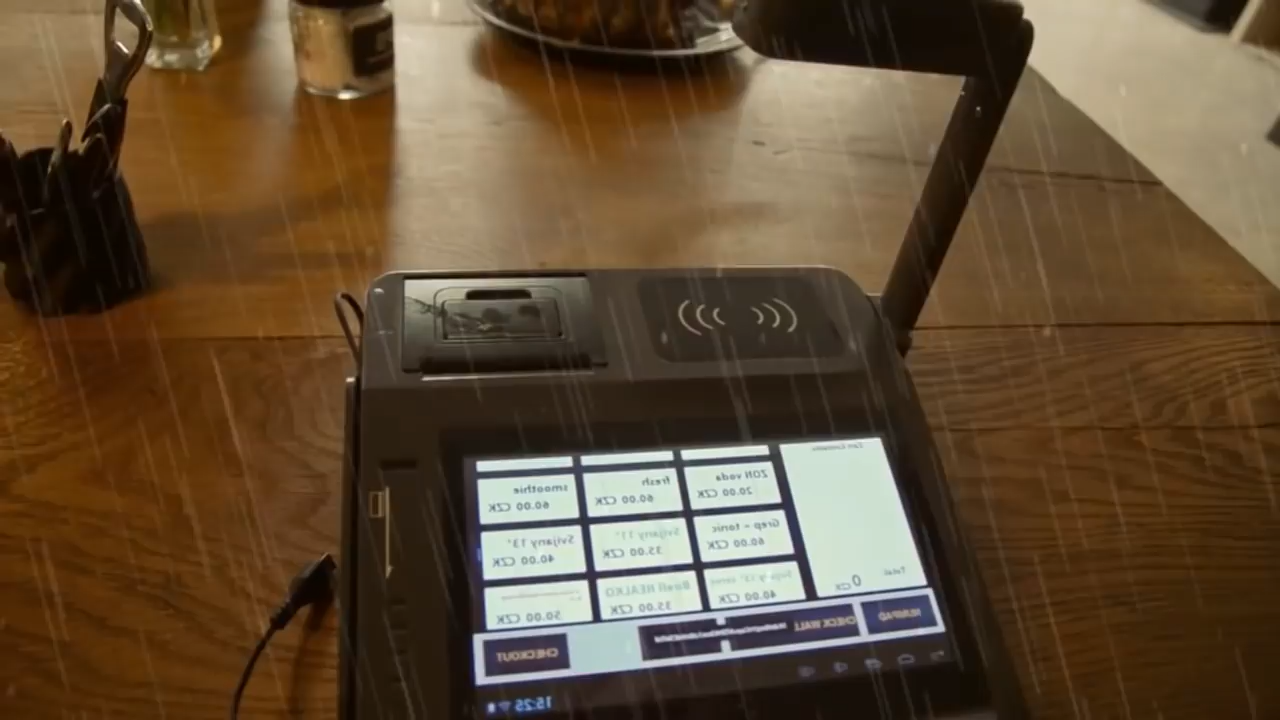 ZON voda
20.00 CZK
fresh
60.00 CZK
smoothie
60.00 CZK
Grep - tonic
60.00 CZK
Svijany 11°
35.00 CZK
Svijany 13°
40.00 CZK
40.00 CZK
NEALKO
35.00 CZK
50.00 CZK
Total:
0 CZK
NUMPAD
CHECK WALL
CHECKOUT
15:25